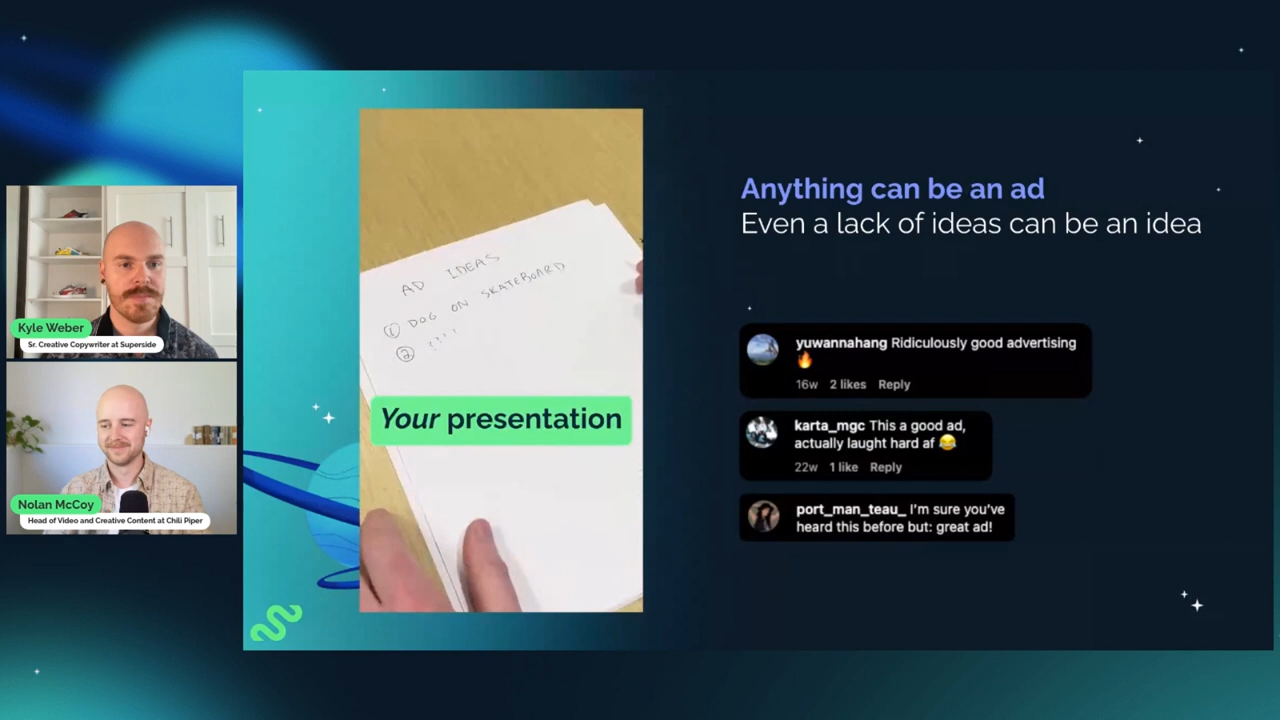 Kyle Weber
Sr. Creative Copywriter at Superside
Nolan McCoy
Head of Video and Creative Content at Chili Piper
AD IDEAS
① DOG ON SKATEBOARD
②
Your presentation
Anything can be an ad
Even a lack of ideas can be an idea
yuwannahang Ridiculously good advertising
🔥
16w 2 likes Reply
karta_mgc This a good ad,
actually laught hard af 😂
22w 1 like Reply
port_man_teau_ I'm sure you've
heard this before but: great ad!